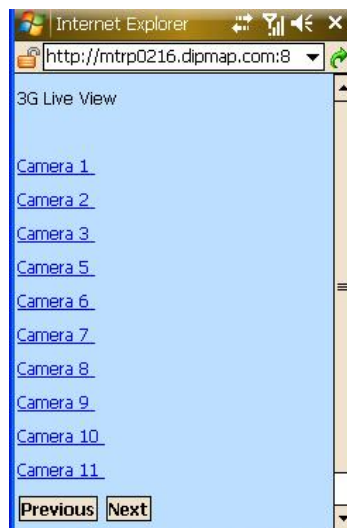 Internet Explorer
http://mtrp0216.dipmap.com:8
3G Live View
Camera 1
Camera 2
Camera 3
Camera 5
Camera 6
Camera 7
Camera 8
Camera 9
Camera 10
Camera 11
Previous Next